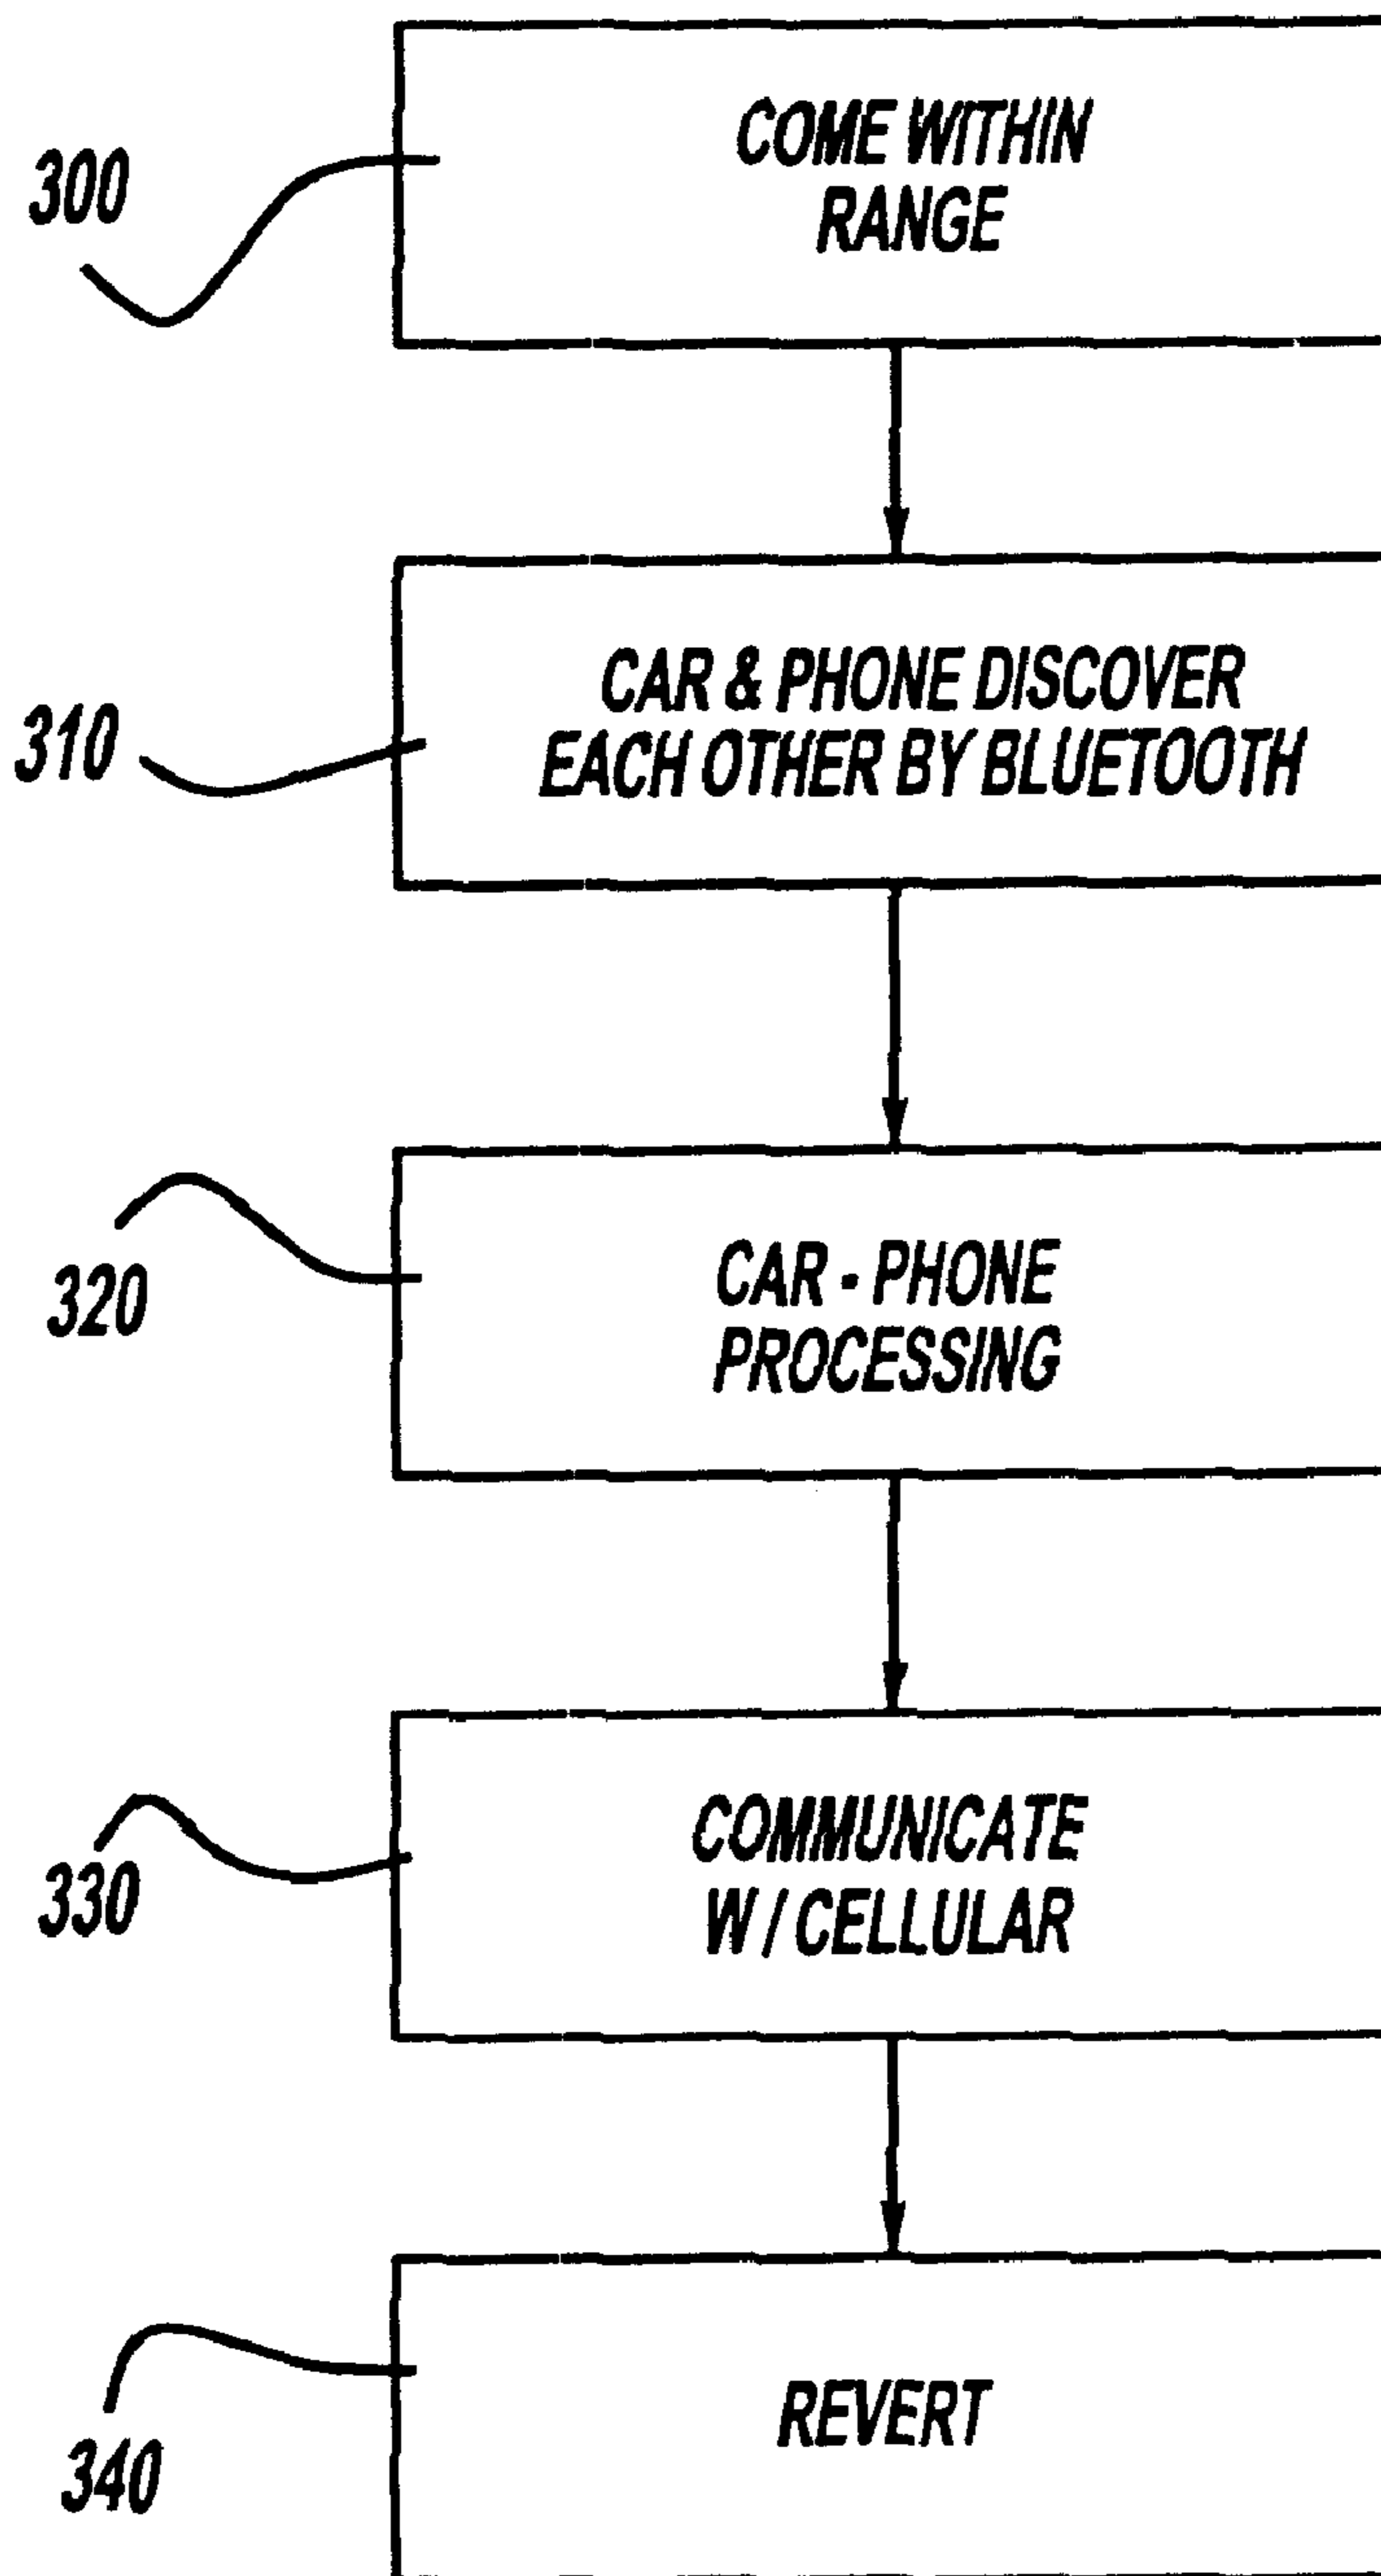 300
COME WITHIN
RANGE
310
CAR & PHONE DISCOVER
EACH OTHER BY BLUETOOTH
320
CAR - PHONE
PROCESSING
330
COMMUNICATE
W / CELLULAR
340
REVERT